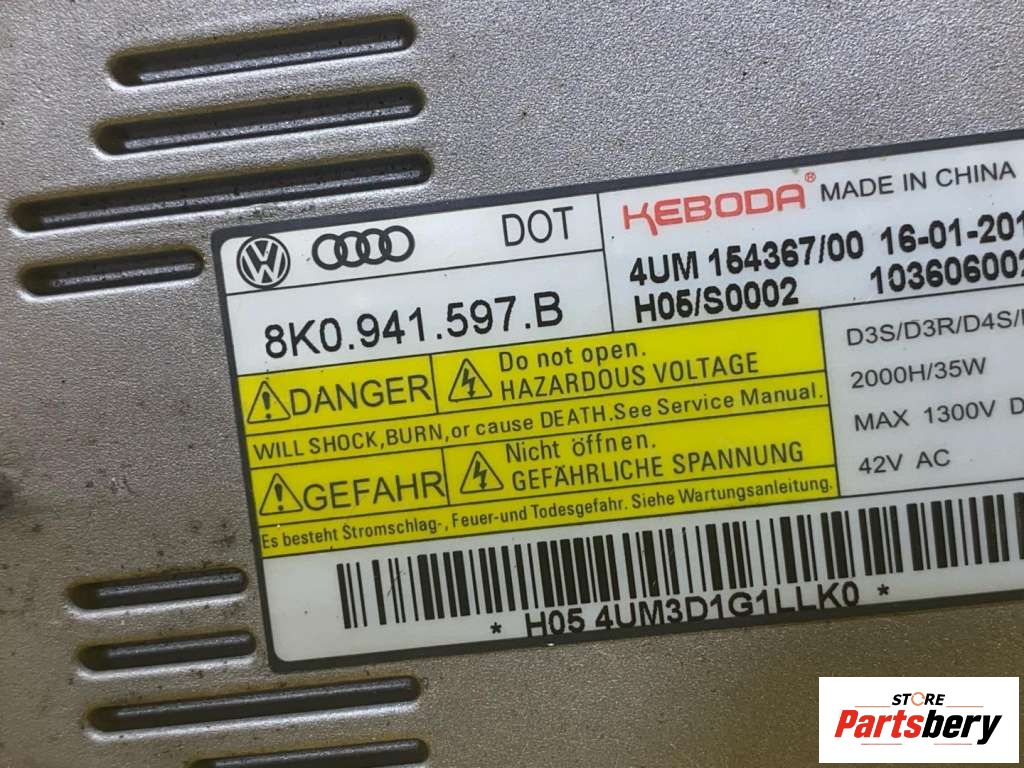 DOT
KEBODA® MADE IN CHINA
4UM 154367/00 16-01-201
H05/S0002 103606002
8K0.941.597.B
DANGER
Do not open.
HAZARDOUS VOLTAGE
WILL SHOCK,BURN,or cause DEATH.See Service Manual.
GEFAHR
Nicht öffnen.
GEFÄHRLICHE SPANNUNG
Es besteht Stromschlag-, Feuer-und Todesgefahr. Siehe Wartungsanleitung.
D3S/D3R/D4S/
2000H/35W
MAX 1300V D
42V AC
* H05 4UM3D1G1LLK0 *
STORE
Partsbery